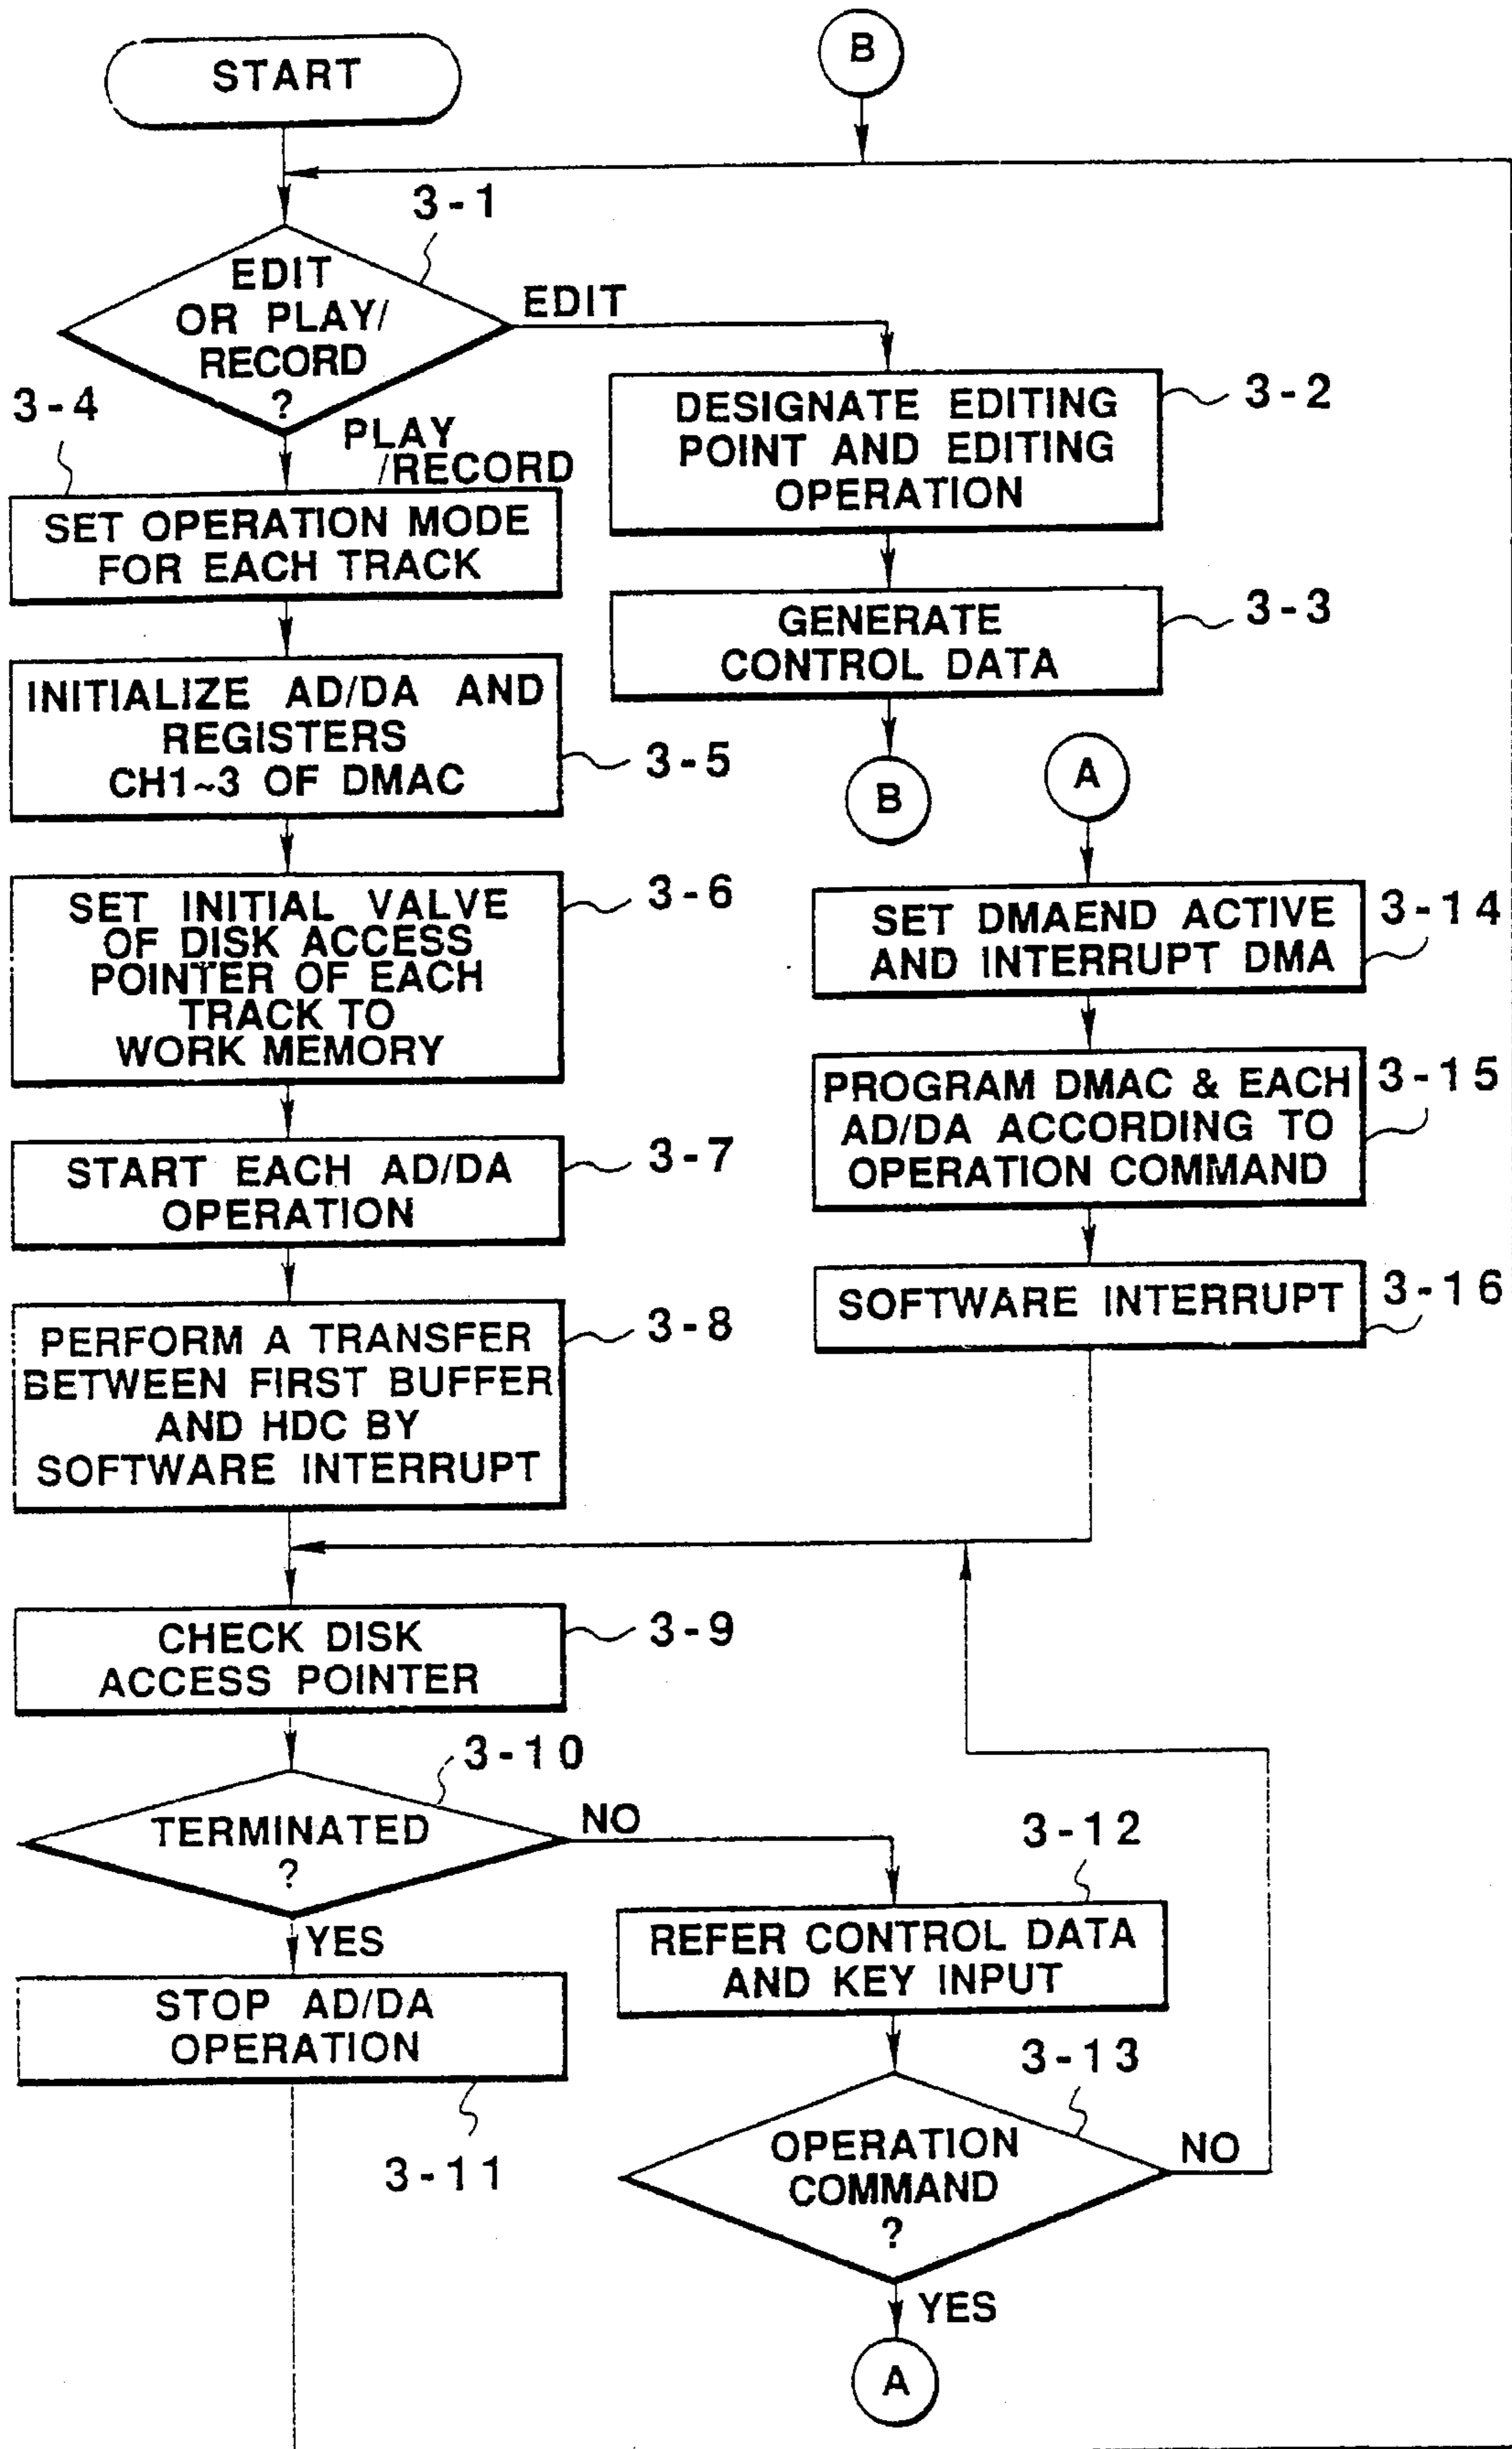 START
B
3-1
EDIT
OR PLAY/
RECORD
?
EDIT
PLAY
/RECORD
3-2
DESIGNATE EDITING
POINT AND EDITING
OPERATION
3-3
GENERATE
CONTROL DATA
B
3-4
SET OPERATION MODE
FOR EACH TRACK
INITIALIZE AD/DA AND
REGISTERS
CH1~3 OF DMAC
3-5
SET INITIAL VALVE
OF DISK ACCESS
POINTER OF EACH
TRACK TO
WORK MEMORY
3-6
START EACH AD/DA
OPERATION
3-7
PERFORM A TRANSFER
BETWEEN FIRST BUFFER
AND HDC BY
SOFTWARE INTERRUPT
3-8
A
SET DMAEND ACTIVE
AND INTERRUPT DMA
3-14
PROGRAM DMAC & EACH
AD/DA ACCORDING TO
OPERATION COMMAND
3-15
SOFTWARE INTERRUPT
3-16
CHECK DISK
ACCESS POINTER
3-9
3-10
TERMINATED
?
NO
YES
STOP AD/DA
OPERATION
3-11
3-12
REFER CONTROL DATA
AND KEY INPUT
3-13
OPERATION
COMMAND
?
NO
YES
A